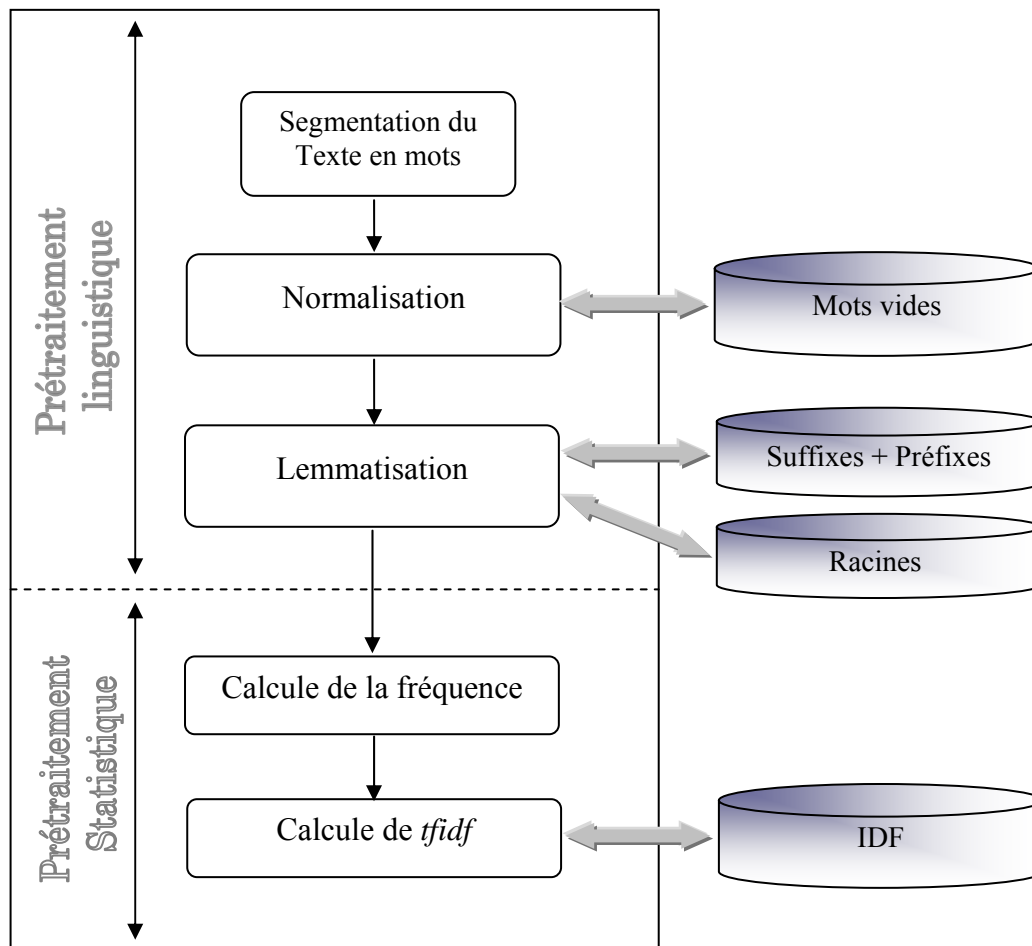 Segmentation du
Texte en mots
Normalisation
Mots vides
Prétraitement
linguistique
Lemmatisation
Suffixes + Préfixes
Racines
Calcule de la fréquence
Prétraitement
Statistique
Calcule de tfidf
IDF